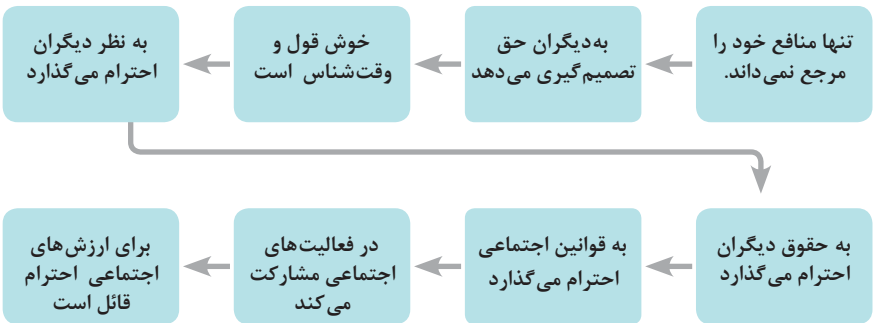 تنها منافع خود را
مرجع نمی‌داند.
به‌دیگران حق
تصمیم‌گیری می‌دهد
خوش قول و
وقت‌شناس است
به نظر دیگران
احترام می‌گذارد
به حقوق دیگران
احترام می‌گذارد
به قوانین اجتماعی
احترام می‌گذارد
در فعالیت‌های
اجتماعی مشارکت
می‌کند
برای ارزش‌های
اجتماعی احترام
قائل است